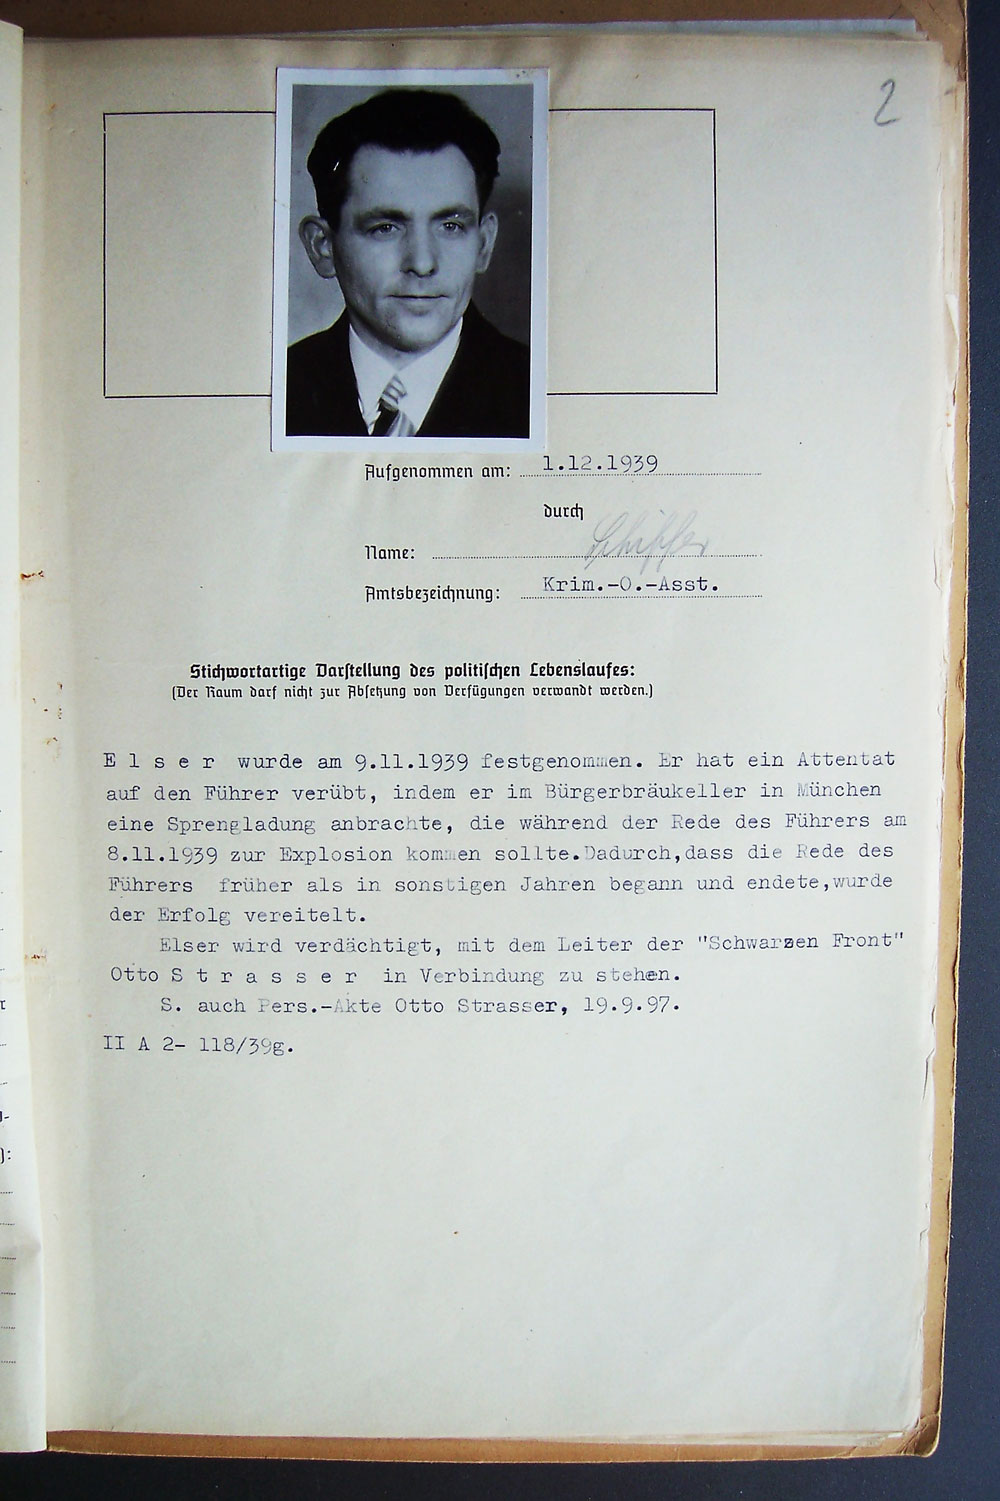 2
Aufgenommen am: 1.12.1939
durch
Name: Schiffer
Amtsbezeichnung: Krim.-O.-Asst.
Stichwortartige Darstellung des politischen Lebenslaufes:
(Der Raum darf nicht zur Absetzung von Verfügungen verwandt werden.)
E l s e r wurde am 9.11.1939 festgenommen. Er hat ein Attentat
auf den Führer verübt, indem er im Bürgerbräukeller in München
eine Sprengladung anbrachte, die während der Rede des Führers am
8.11.1939 zur Explosion kommen sollte.Dadurch,dass die Rede des
Führers früher als in sonstigen Jahren begann und endete,wurde
der Erfolg vereitelt.
Elser wird verdächtigt, mit dem Leiter der "Schwarzen Front"
Otto S t r a s s e r in Verbindung zu stehen.
S. auch Pers.-Akte Otto Strasser, 19.9.97.
II A 2- 118/39g.